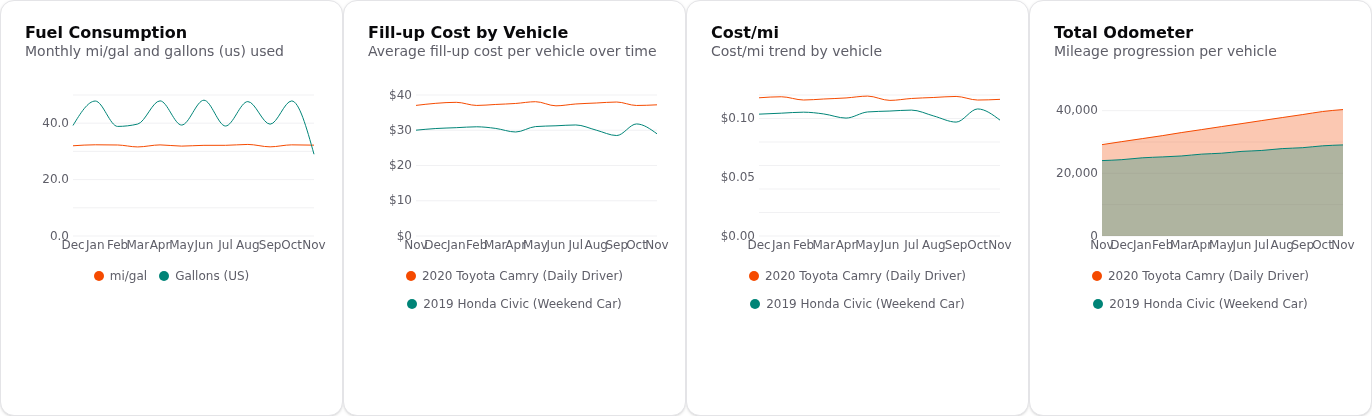 Fuel Consumption
Monthly mi/gal and gallons (us) used
40.0
20.0
0.0
Dec Jan Feb Mar Apr May Jun Jul Aug Sep Oct Nov
mi/gal Gallons (US)
Fill-up Cost by Vehicle
Average fill-up cost per vehicle over time
$40
$30
$20
$10
$0
Nov Dec Jan Feb Mar Apr May Jun Jul Aug Sep Oct Nov
2020 Toyota Camry (Daily Driver)
2019 Honda Civic (Weekend Car)
Cost/mi
Cost/mi trend by vehicle
$0.10
$0.05
$0.00
Dec Jan Feb Mar Apr May Jun Jul Aug Sep Oct Nov
2020 Toyota Camry (Daily Driver)
2019 Honda Civic (Weekend Car)
Total Odometer
Mileage progression per vehicle
40,000
20,000
0
Nov Dec Jan Feb Mar Apr May Jun Jul Aug Sep Oct Nov
2020 Toyota Camry (Daily Driver)
2019 Honda Civic (Weekend Car)